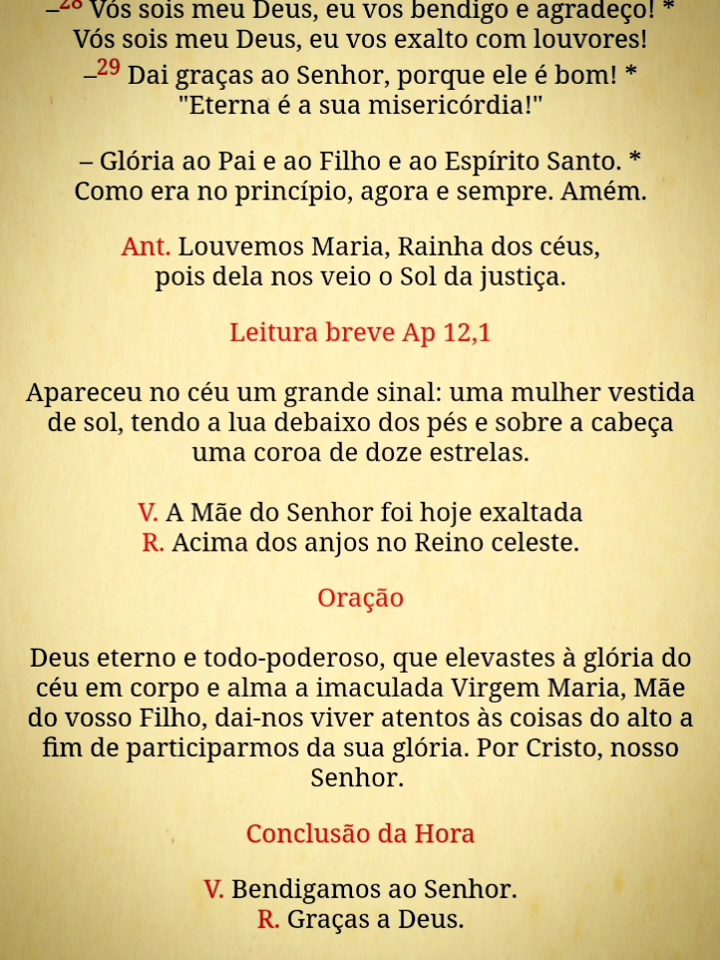 –28 Vós sois meu Deus, eu vos bendigo e agradeço! *
Vós sois meu Deus, eu vos exalto com louvores!
–29 Dai graças ao Senhor, porque ele é bom! *
"Eterna é a sua misericórdia!"
– Glória ao Pai e ao Filho e ao Espírito Santo. *
Como era no princípio, agora e sempre. Amém.
Ant. Louvemos Maria, Rainha dos céus,
pois dela nos veio o Sol da justiça.
Leitura breve Ap 12,1
Apareceu no céu um grande sinal: uma mulher vestida
de sol, tendo a lua debaixo dos pés e sobre a cabeça
uma coroa de doze estrelas.
V. A Mãe do Senhor foi hoje exaltada
R. Acima dos anjos no Reino celeste.
Oração
Deus eterno e todo-poderoso, que elevastes à glória do
céu em corpo e alma a imaculada Virgem Maria, Mãe
do vosso Filho, dai-nos viver atentos às coisas do alto a
fim de participarmos da sua glória. Por Cristo, nosso
Senhor.
Conclusão da Hora
V. Bendigamos ao Senhor.
R. Graças a Deus.